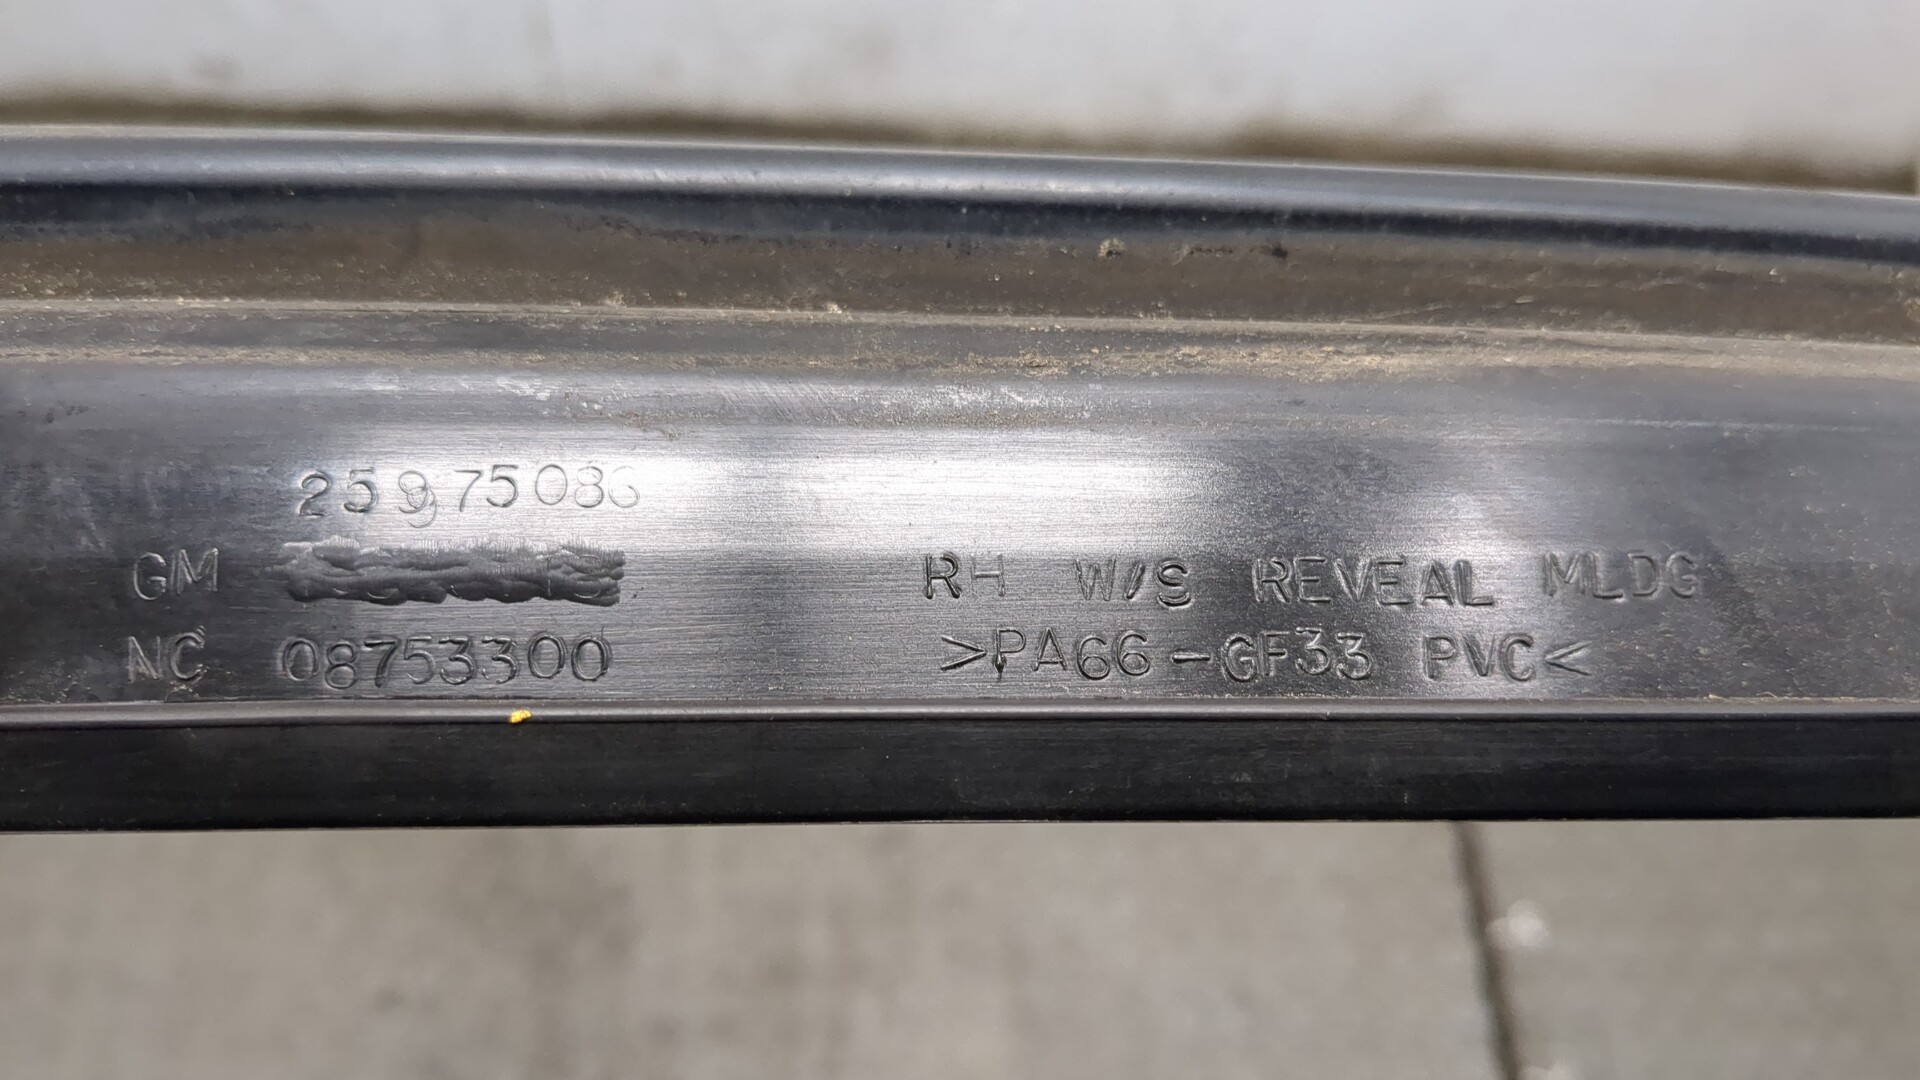 25975086
GM
RH W/S REVEAL MLDG
NC 08753300
>PA66-GF33 PVC<